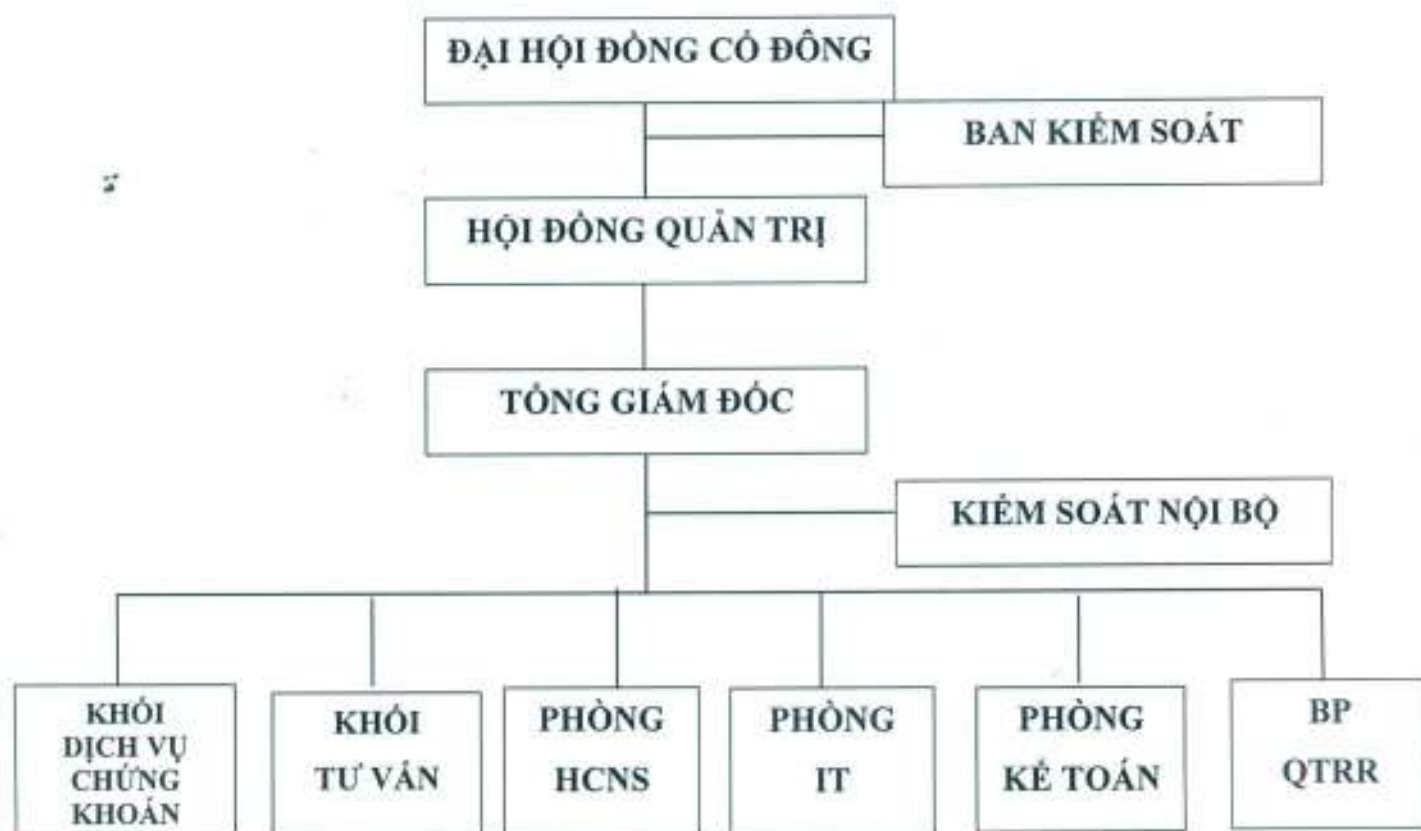 ĐẠI HỘI ĐỒNG CỔ ĐÔNG
BAN KIỂM SOÁT
HỘI ĐỒNG QUẢN TRỊ
TỔNG GIÁM ĐỐC
KIỂM SOÁT NỘI BỘ
KHỐI
DỊCH VỤ
CHỨNG
KHOÁN
KHỐI
TƯ VẤN
PHÒNG
HCNS
PHÒNG
IT
PHÒNG
KẾ TOÁN
BP
QTRR